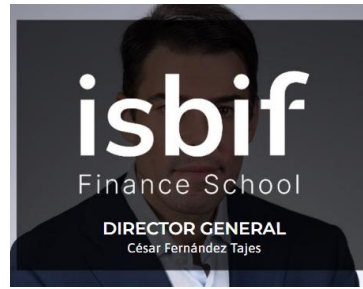 isbif
Finance School
DIRECTOR GENERAL
César Fernández Tajes